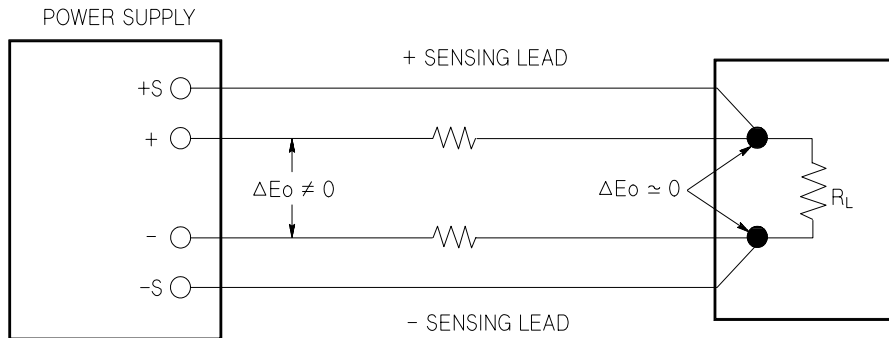 POWER SUPPLY
+ SENSING LEAD
+S
+
ΔEo ≠ 0
ΔEo ≃ 0
RL
-
-S
- SENSING LEAD